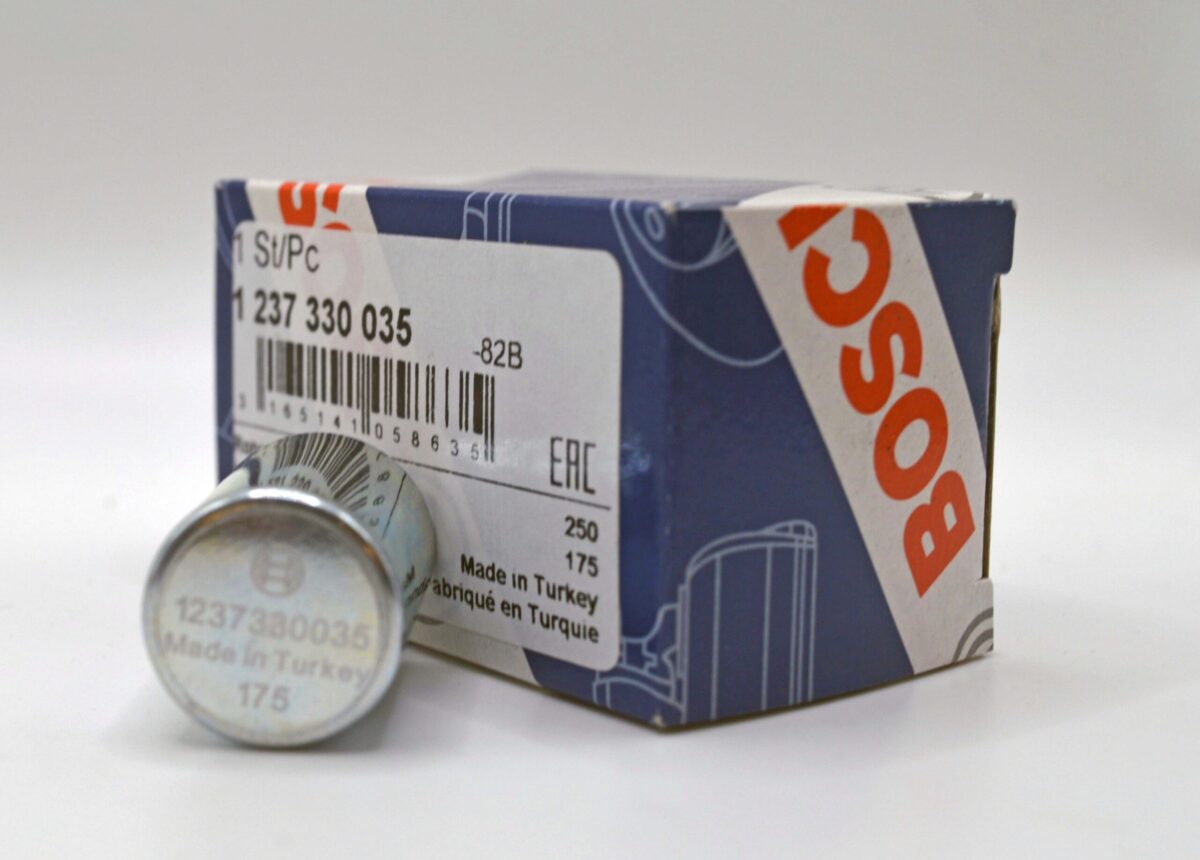 1 St/Pc
1 237 330 035
-82B
3 165141 058635
EAC
250
175
Made in Turkey
Fabriqué en Turquie
BOSCH
1237330035
Made in Turkey
175